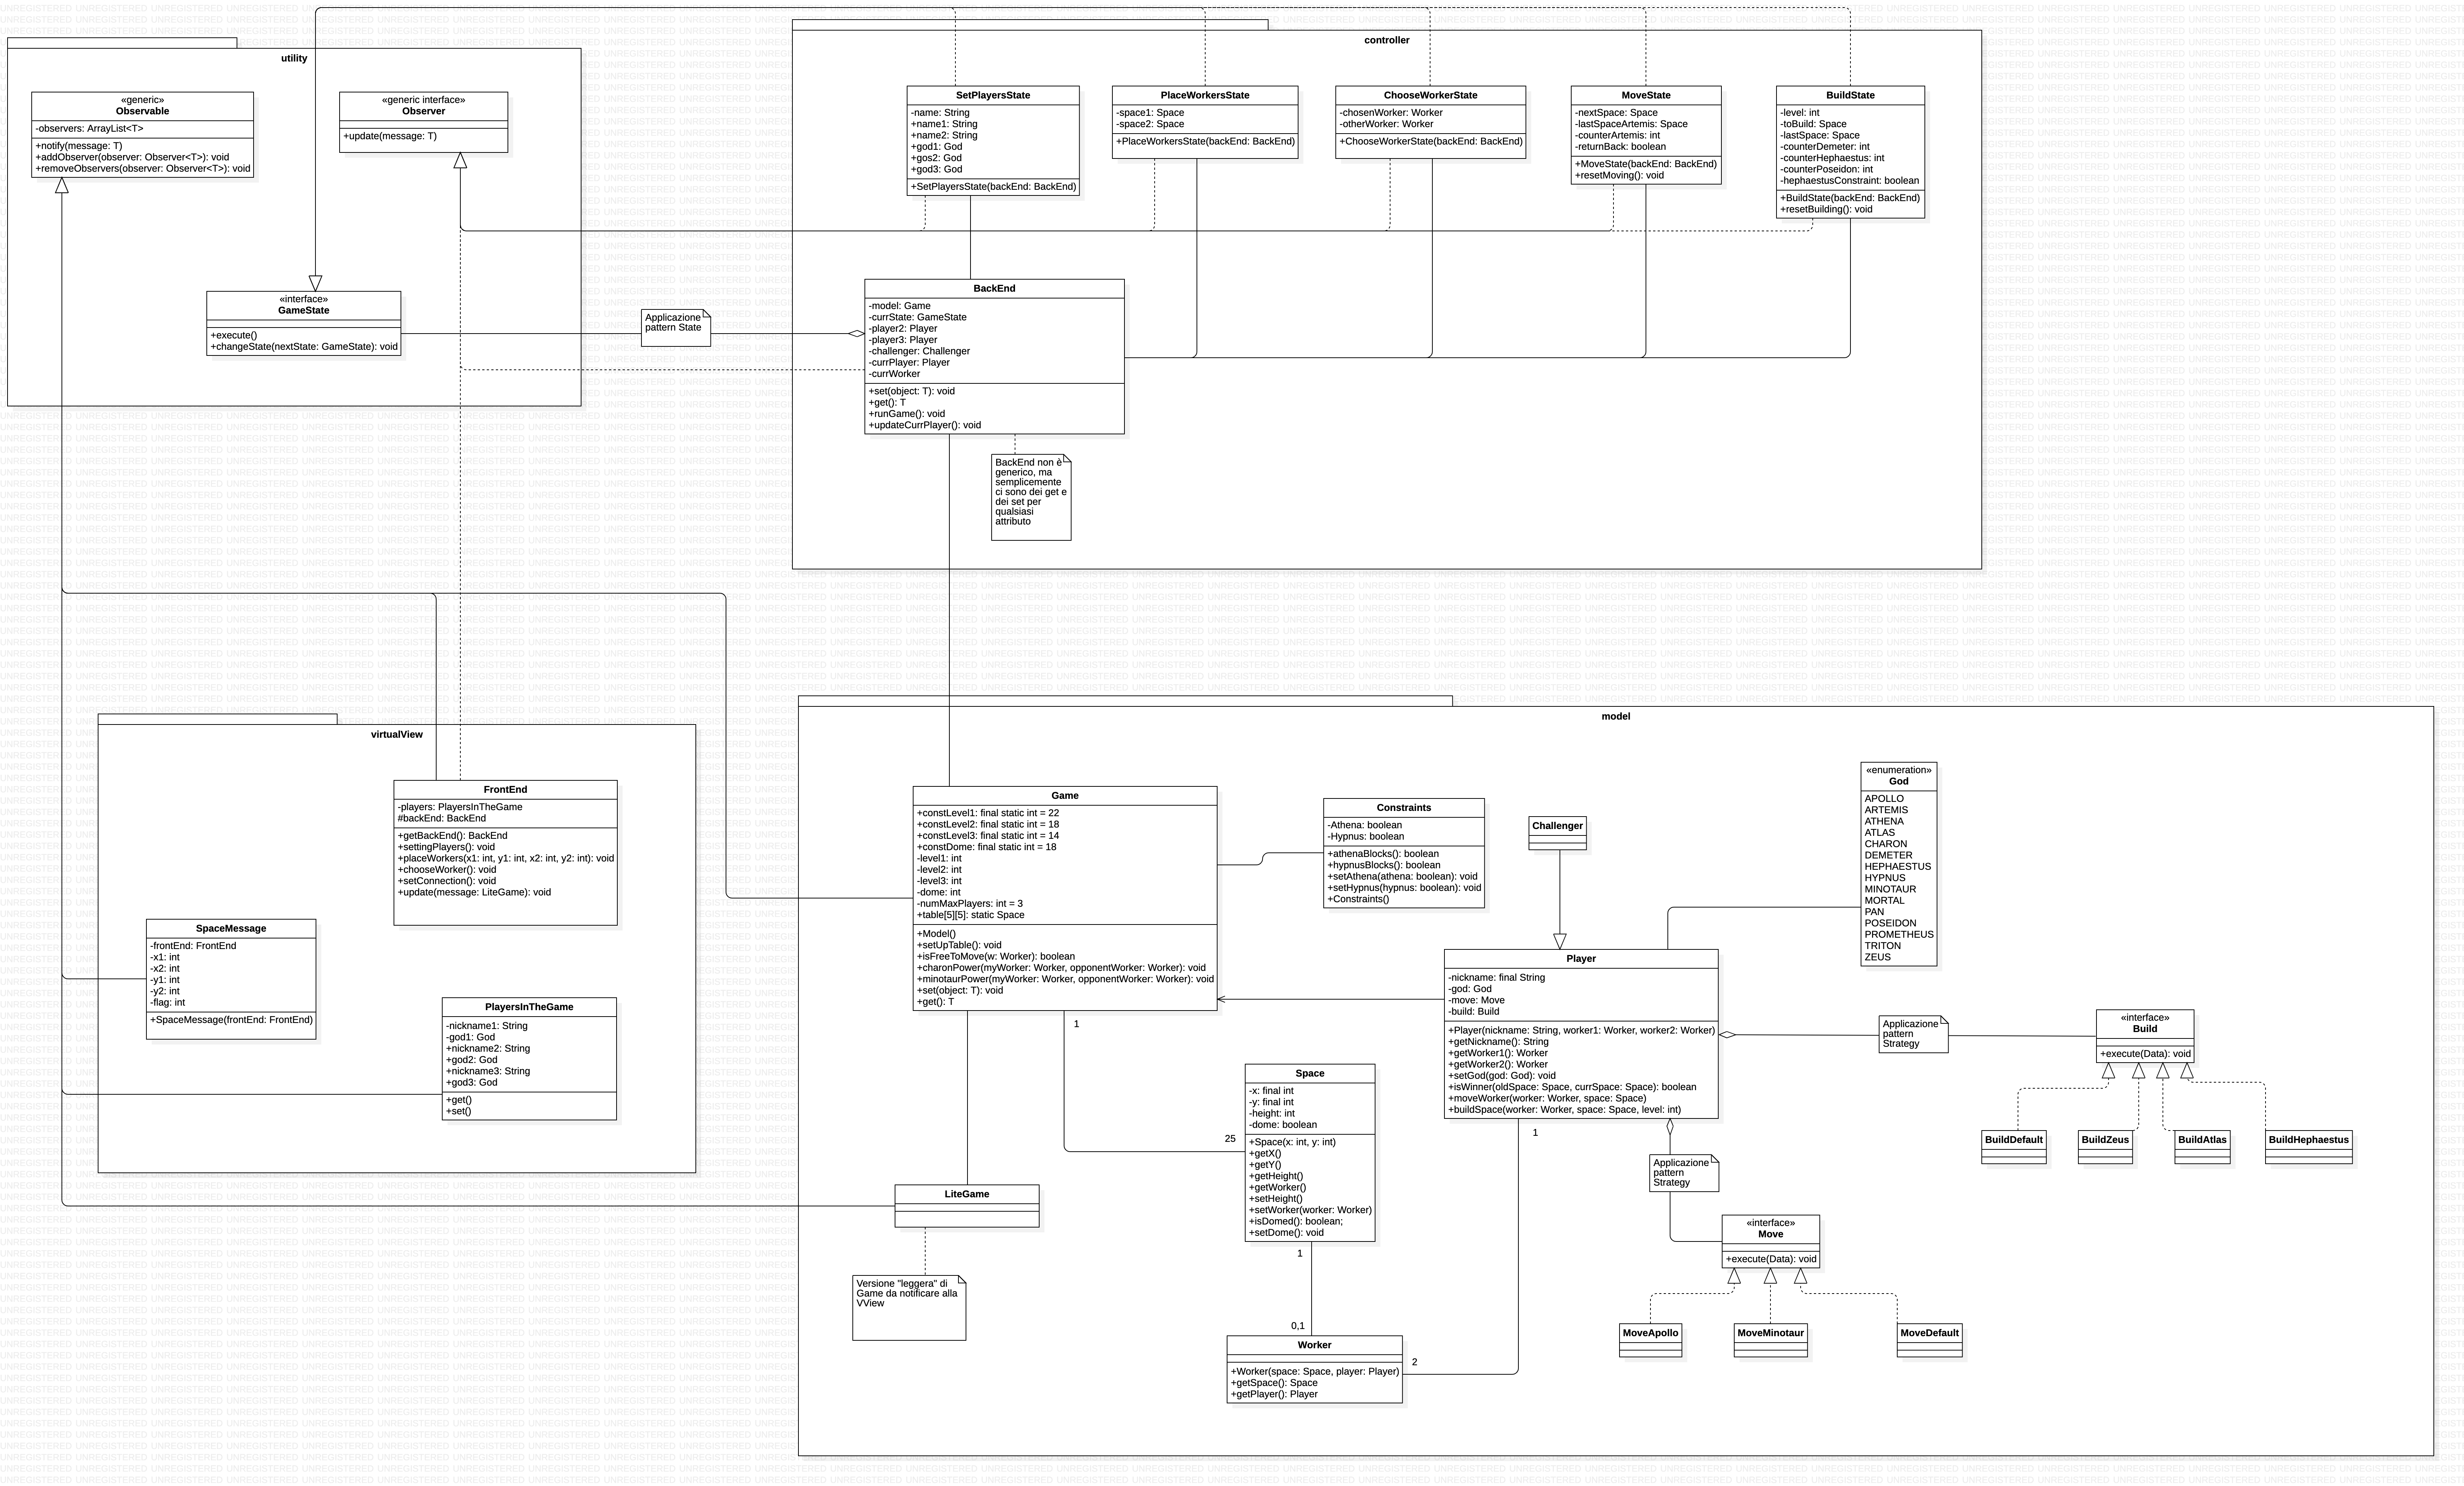 utility
«generic»
Observable
-observers: ArrayList<T>
+notify(message: T)
+addObserver(observer: Observer<T>): void
+removeObservers(observer: Observer<T>): void
«generic interface»
Observer
+update(message: T)
«interface»
GameState
+execute()
+changeState(nextState: GameState): void
Applicazione
pattern State
controller
SetPlayersState
-name: String
+name1: String
+name2: String
+god1: God
+gos2: God
+god3: God
+SetPlayersState(backEnd: BackEnd)
PlaceWorkersState
-space1: Space
-space2: Space
+PlaceWorkersState(backEnd: BackEnd)
ChooseWorkerState
-chosenWorker: Worker
-otherWorker: Worker
+ChooseWorkerState(backEnd: BackEnd)
MoveState
-nextSpace: Space
-lastSpaceArtemis: Space
-counterArtemis: int
-returnBack: boolean
+MoveState(backEnd: BackEnd)
+resetMoving(): void
BuildState
-level: int
-toBuild: Space
-lastSpace: Space
-counterDemeter: int
-counterHephaestus: int
-counterPoseidon: int
-hephaestusConstraint: boolean
+BuildState(backEnd: BackEnd)
+resetBuilding(): void
BackEnd
-model: Game
-currState: GameState
-player2: Player
-player3: Player
-challenger: Challenger
-currPlayer: Player
-currWorker
+set(object: T): void
+get(): T
+runGame(): void
+updateCurrPlayer(): void
BackEnd non è
generico, ma
semplicemente
ci sono dei get e
dei set per
qualsiasi
attributo
virtualView
FrontEnd
-players: PlayersInTheGame
#backEnd: BackEnd
+getBackEnd(): BackEnd
+settingPlayers(): void
+placeWorkers(x1: int, y1: int, x2: int, y2: int): void
+chooseWorker(): void
+setConnection(): void
+update(message: LiteGame): void
SpaceMessage
-frontEnd: FrontEnd
-x1: int
-x2: int
-y1: int
-y2: int
-flag: int
+SpaceMessage(frontEnd: FrontEnd)
PlayersInTheGame
-nickname1: String
-god1: God
+nickname2: String
+god2: God
+nickname3: String
+god3: God
+get()
+set()
model
Game
+constLevel1: final static int = 22
+constLevel2: final static int = 18
+constLevel3: final static int = 14
+constDome: final static int = 18
-level1: int
-level2: int
-level3: int
-dome: int
-numMaxPlayers: int = 3
+table[5][5]: static Space
+Model()
+setUpTable(): void
+isFreeToMove(w: Worker): boolean
+charonPower(myWorker: Worker, opponentWorker: Worker): void
+minotaurPower(myWorker: Worker, opponentWorker: Worker): void
+set(object: T): void
+get(): T
Constraints
-Athena: boolean
-Hypnus: boolean
+athenaBlocks(): boolean
+hypnusBlocks(): boolean
+setAthena(athena: boolean): void
+setHypnus(hypnus: boolean): void
+Constraints()
Challenger
«enumeration»
God
APOLLO
ARTEMIS
ATHENA
ATLAS
CHARON
DEMETER
HEPHAESTUS
HYPNUS
MINOTAUR
MORTAL
PAN
POSEIDON
PROMETHEUS
TRITON
ZEUS
Player
-nickname: final String
-god: God
-move: Move
-build: Build
+Player(nickname: String, worker1: Worker, worker2: Worker)
+getNickname(): String
+getWorker1(): Worker
+getWorker2(): Worker
+setGod(god: God): void
+isWinner(oldSpace: Space, currSpace: Space): boolean
+moveWorker(worker: Worker, space: Space)
+buildSpace(worker: Worker, space: Space, level: int)
Applicazione
pattern
Strategy
«interface»
Build
+execute(Data): void
BuildDefault
BuildZeus
BuildAtlas
BuildHephaestus
1
25
Space
-x: final int
-y: final int
-height: int
-dome: boolean
+Space(x: int, y: int)
+getX()
+getY()
+getHeight()
+getWorker()
+setHeight()
+setWorker(worker: Worker)
+isDomed(): boolean;
+setDome(): void
1
Applicazione
pattern
Strategy
«interface»
Move
+execute(Data): void
MoveApollo
MoveMinotaur
MoveDefault
LiteGame
Versione "leggera" di
Game da notificare alla
VView
1
0,1
Worker
+Worker(space: Space, player: Player)
+getSpace(): Space
+getPlayer(): Player
2